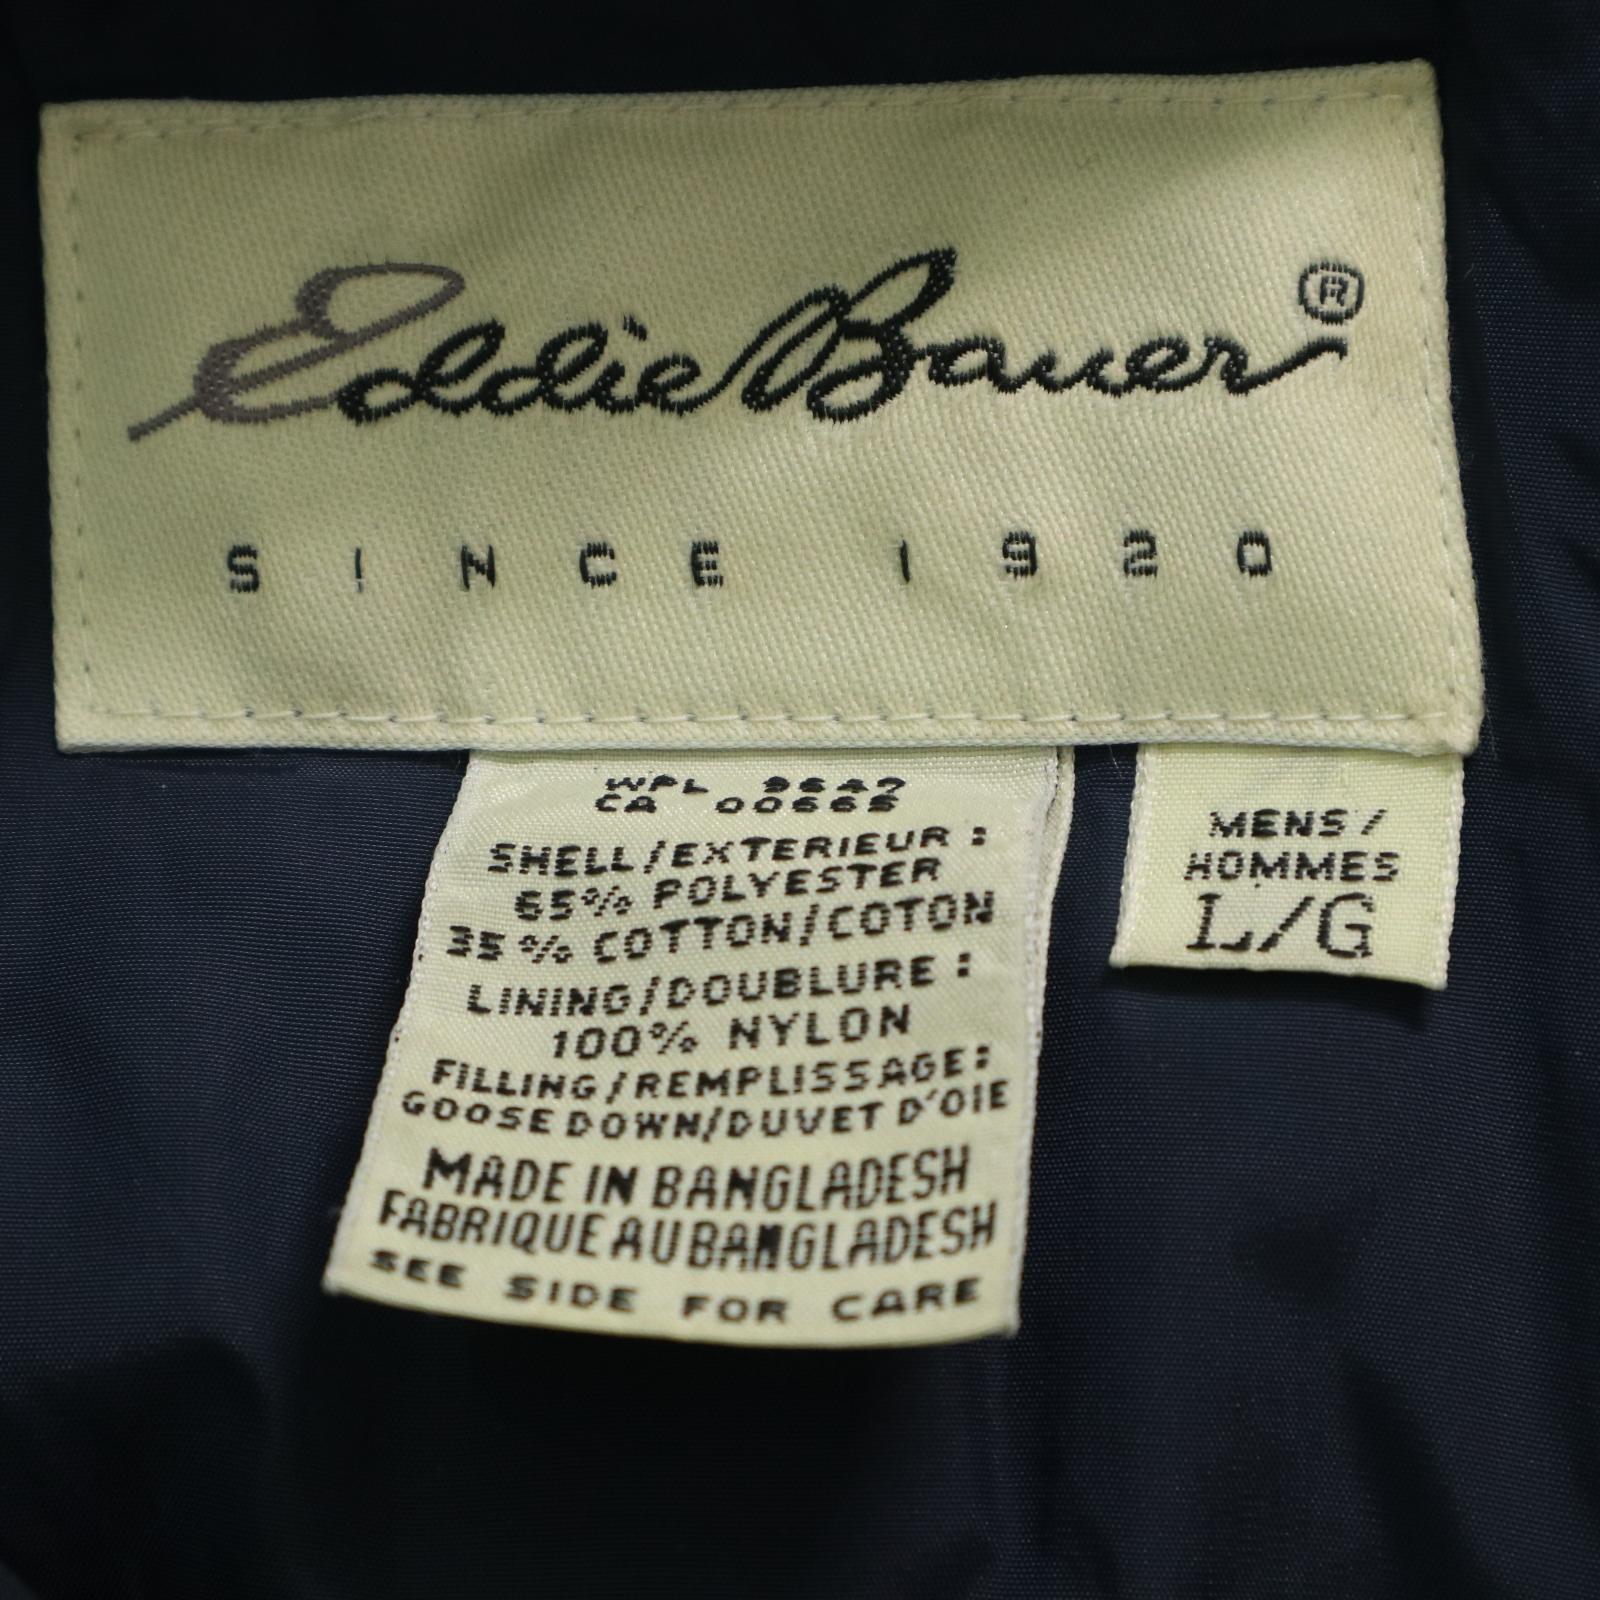 Eddie Bauer ®
SINCE 1920
WPL 9647
CA 00665
SHELL/EXTERIEUR:
65% POLYESTER
35% COTTON/COTON
LINING/DOUBLURE:
100% NYLON
FILLING/REMPLISSAGE:
GOOSE DOWN/DUVET D'OIE
MADE IN BANGLADESH
FABRIQUE AU BANGLADESH
SEE SIDE FOR CARE
MENS/
HOMMES
L/G